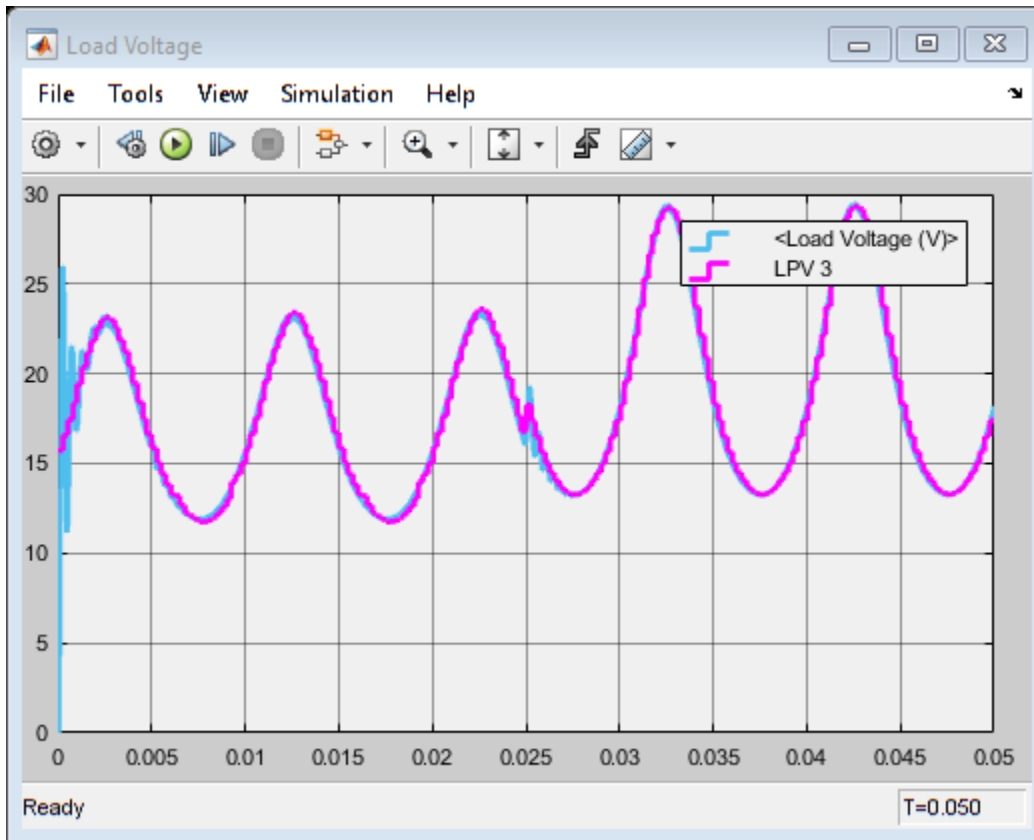 Load Voltage
File Tools View Simulation Help
30
25
20
15
10
5
0
<Load Voltage (V)>
LPV 3
0 0.005 0.01 0.015 0.02 0.025 0.03 0.035 0.04 0.045 0.05
Ready T=0.050